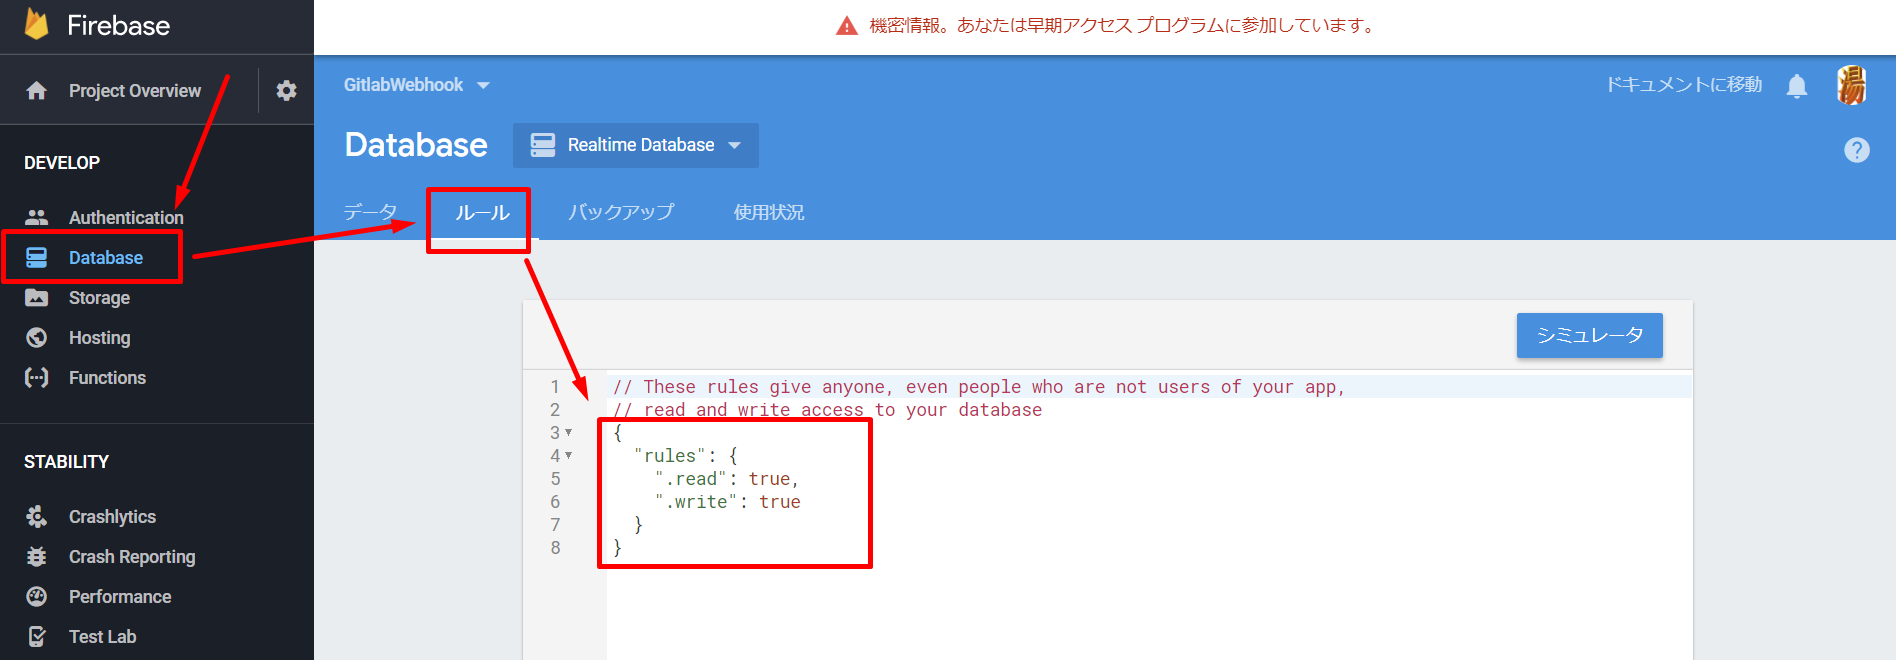 Firebase
機密情報。あなたは早期アクセス プログラムに参加しています。
Project Overview
GitlabWebhook
ドキュメントに移動
湯
Database
Realtime Database
?
DEVELOP
データ
ルール
バックアップ
使用状況
Authentication
Database
Storage
Hosting
Functions
STABILITY
Crashlytics
Crash Reporting
Performance
Test Lab
シミュレータ
1 // These rules give anyone, even people who are not users of your app,
2 // read and write access to your database
3 {
4 "rules": {
5 ".read": true,
6 ".write": true
7 }
8 }